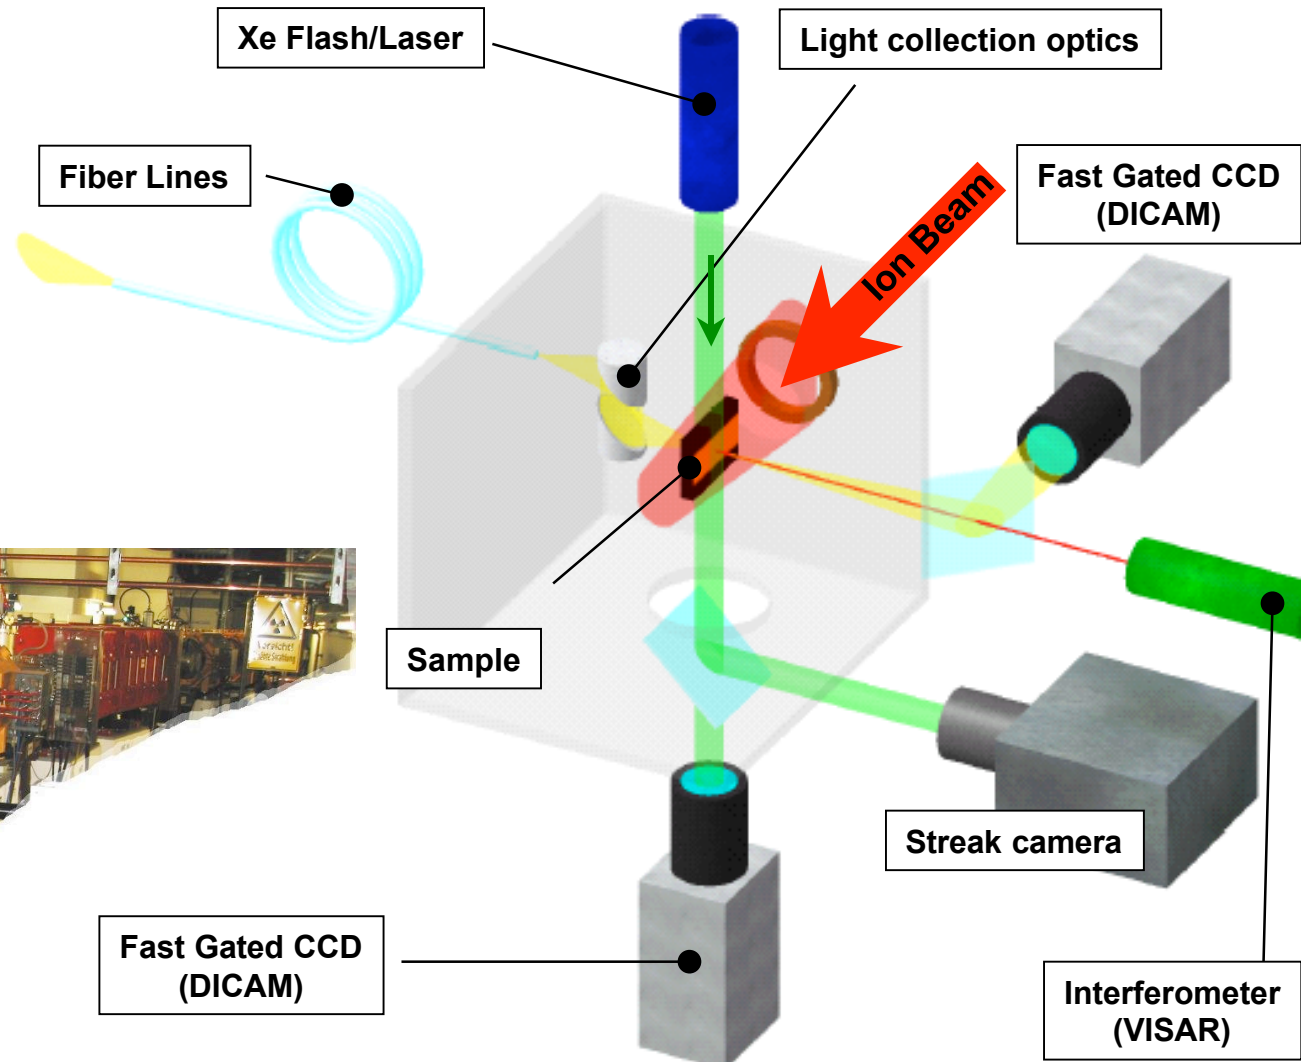 Xe Flash/Laser
Light collection optics
Fiber Lines
Fast Gated CCD
(DICAM)
Ion Beam
Sample
Streak camera
Fast Gated CCD
(DICAM)
Interferometer
(VISAR)